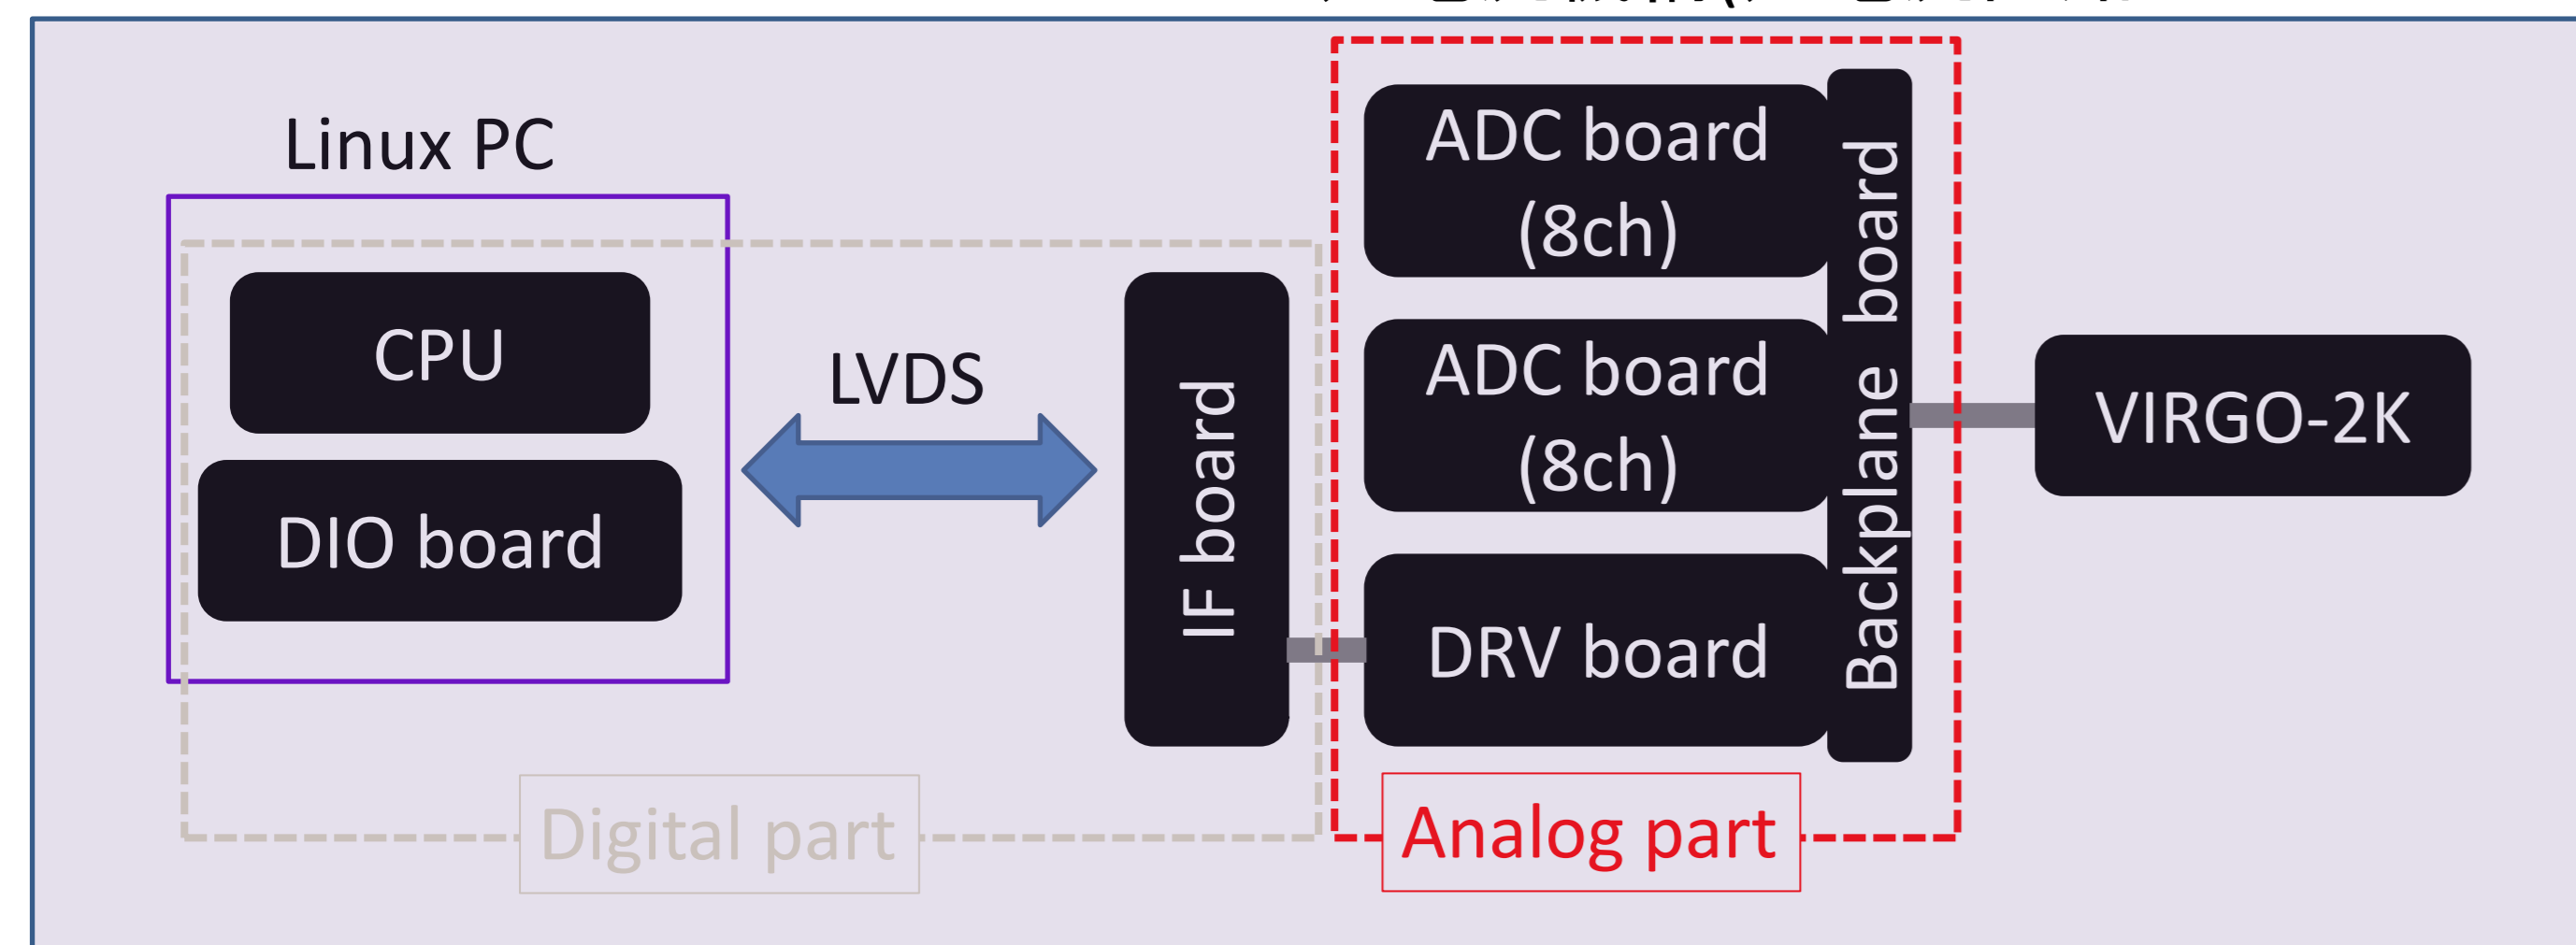 Linux PC
CPU
DIO board
LVDS
IF board
ADC board
(8ch)
ADC board
(8ch)
DRV board
Backplane board
VIRGO-2K
Digital part
Analog part